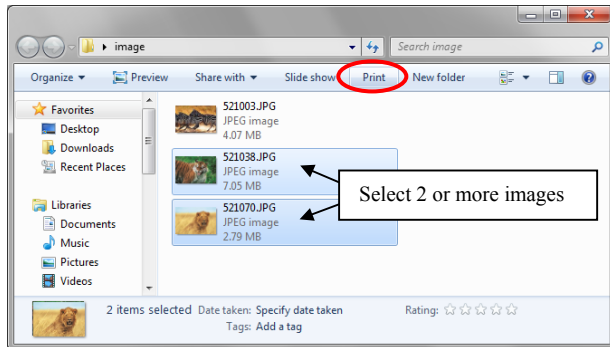 image
Search image
Organize Preview Share with Slide show Print New folder
Favorites
Desktop
Downloads
Recent Places
Libraries
Documents
Music
Pictures
Videos
521003.JPG
JPEG image
4.07 MB
521038.JPG
JPEG image
7.05 MB
521070.JPG
JPEG image
2.79 MB
Select 2 or more images
2 items selected Date taken: Specify date taken Rating:
Tags: Add a tag